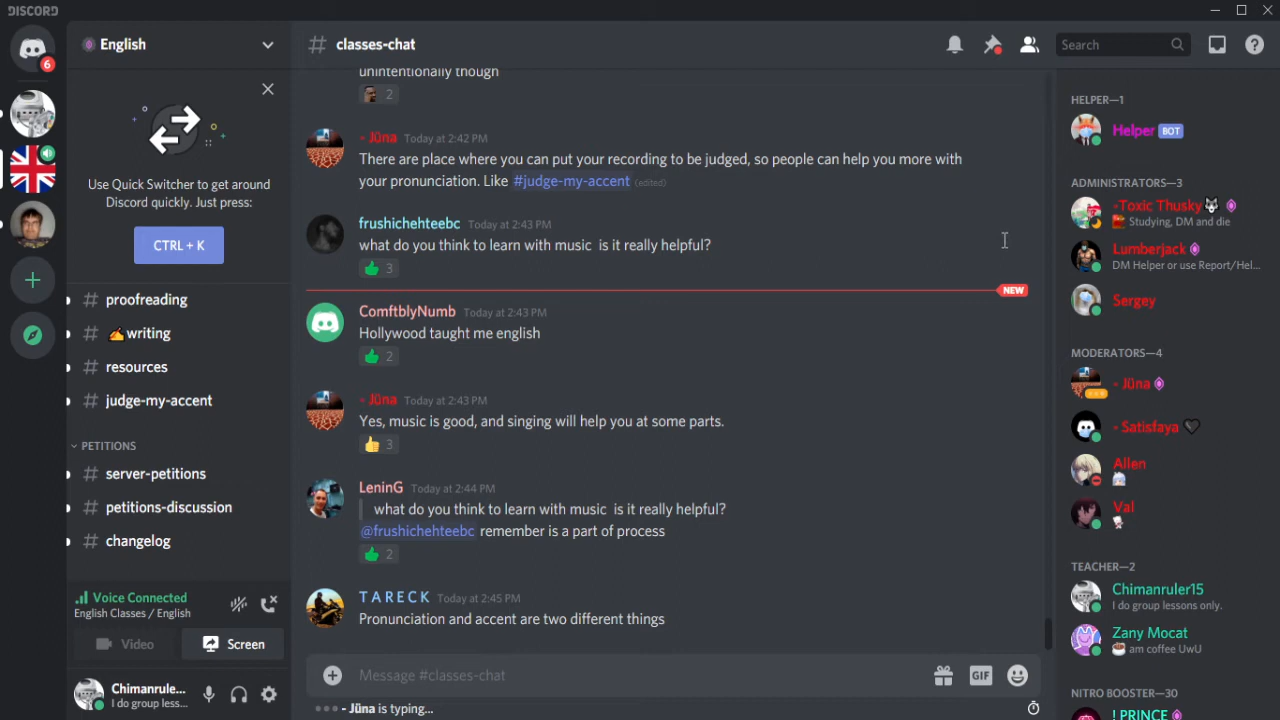 DISCORD
6
English
Use Quick Switcher to get around
Discord quickly. Just press:
CTRL + K
# proofreading
# ✍writing
# resources
# judge-my-accent
PETITIONS
# server-petitions
# petitions-discussion
# changelog
Voice Connected
English Classes / English
Video
Screen
Chimanrule...
I do group less...
# classes-chat
Search
unintentionally though
2
- Jüna Today at 2:42 PM
There are place where you can put your recording to be judged, so people can help you more with
your pronunciation. Like #judge-my-accent (edited)
frushichehteebc Today at 2:43 PM
what do you think to learn with music is it really helpful?
3
NEW
ComftblyNumb Today at 2:43 PM
Hollywood taught me english
2
- Jüna Today at 2:43 PM
Yes, music is good, and singing will help you at some parts.
3
LeninG Today at 2:44 PM
what do you think to learn with music is it really helpful?
@frushichehteebc remember is a part of process
2
T A R E C K Today at 2:45 PM
Pronunciation and accent are two different things
Message #classes-chat
GIF
- Jüna is typing...
HELPER—1
Helper BOT
ADMINISTRATORS—3
-Toxic Thusky
Studying, DM and die
Lumberjack
DM Helper or use Report/Hel...
Sergey
MODERATORS—4
- Jüna
- Satisfaya
Allen
Val
TEACHER—2
Chimanruler15
I do group lessons only.
Zany Mocat
am coffee UwU
NITRO BOOSTER—30
! PRINCE